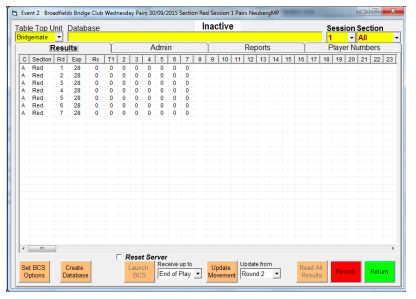 Event 2 Broadfields Bridge Club Wednesday Pairs 30/09/2015 Section Red Session 1 Pairs NeubergMP
Table Top Unit Database Inactive Session Section
Bridgemate 1 All
Results Admin Reports Player Numbers
C Section Rd Exp Rx T1 2 3 4 5 6 7 8 9 10 11 12 13 14 15 16 17 18 19 20 21 22 23
A Red 1 28 0 0 0 0 0 0 0 0
A Red 2 28 0 0 0 0 0 0 0 0
A Red 3 28 0 0 0 0 0 0 0 0
A Red 4 28 0 0 0 0 0 0 0 0
A Red 5 28 0 0 0 0 0 0 0 0
A Red 6 28 0 0 0 0 0 0 0 0
A Red 7 28 0 0 0 0 0 0 0 0
Reset Server
Set BCS Options
Create Database
Launch BCS
Receive up to
End of Play
Update Movement
Update from
Round 2
Read All Results
Restart
Return